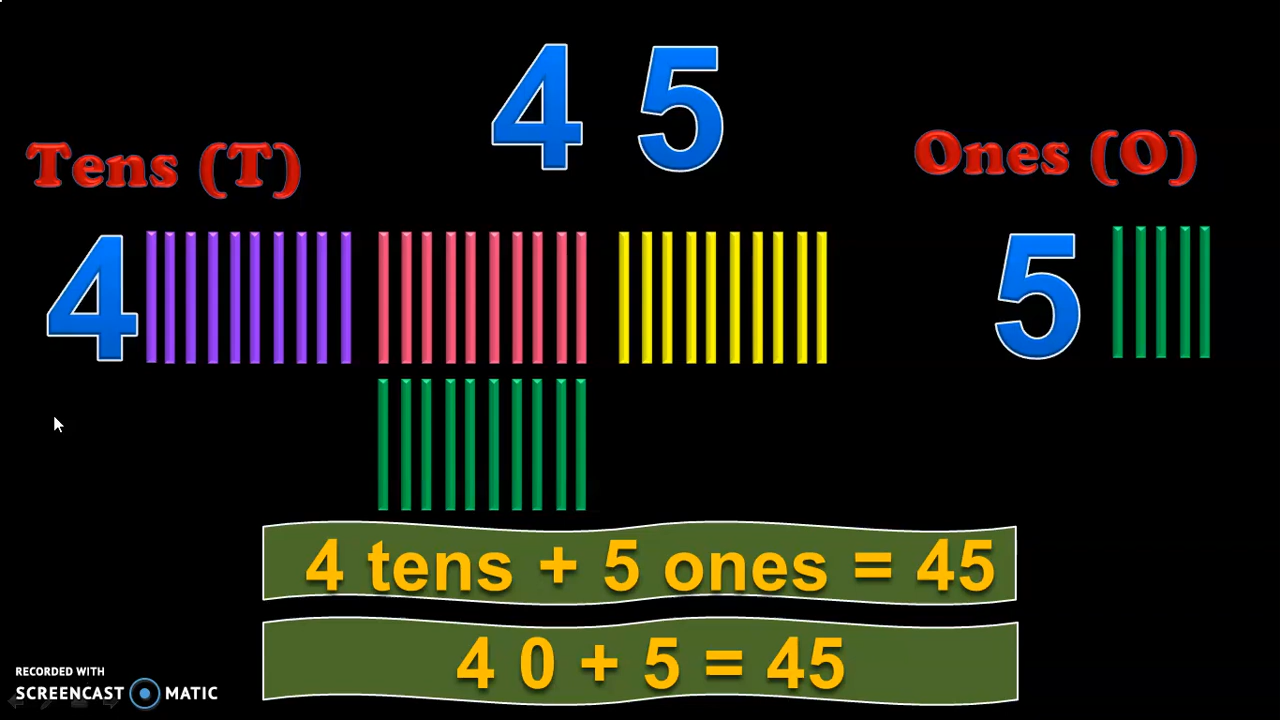 4 5
Tens (T)
Ones (O)
4
5
4 tens + 5 ones = 45
4 0 + 5 = 45
RECORDED WITH
SCREENCAST MATIC